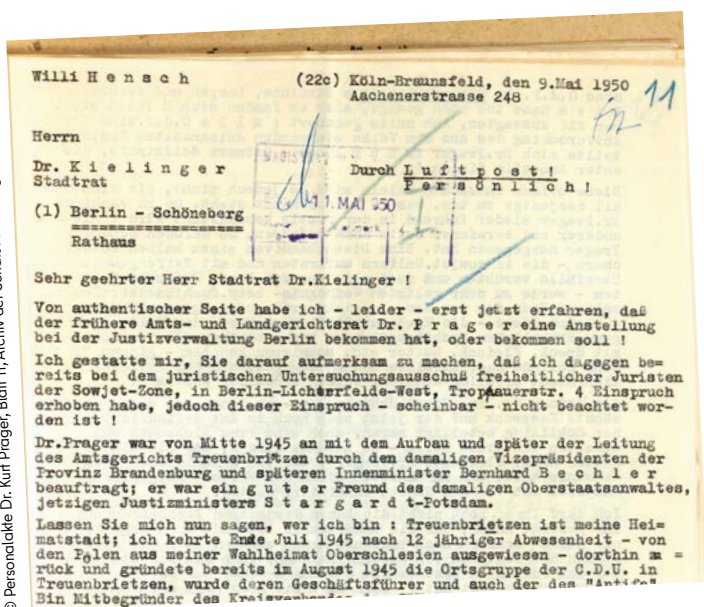 11
Willi H e n s c h
(22c) Köln-Braunsfeld, den 9.Mai 1950
Aachenerstrasse 248
Herrn
Dr. K i e l i n g e r
Stadtrat
Durch L u f t p o s t !
P e r s ö n l i c h !
(1) Berlin - Schöneberg
====================
Rathaus
11. MAI 1950
Sehr geehrter Herr Stadtrat Dr.Kielinger !
Von authentischer Seite habe ich - leider - erst jetzt erfahren, daß
der frühere Amts- und Landgerichtsrat Dr. P r a g e r eine Anstellung
bei der Justizverwaltung Berlin bekommen hat, oder bekommen soll !
Ich gestatte mir, Sie darauf aufmerksam zu machen, daß ich dagegen be=
reits bei dem juristischen Untersuchungsausschuß freiheitlicher Juristen
der Sowjet-Zone, in Berlin-Lichterfelde-West, Troppauerstr. 4 Einspruch
erhoben habe, jedoch dieser Einspruch - scheinbar - nicht beachtet wor-
den ist !
Dr.Prager war von Mitte 1945 an mit dem Aufbau und später der Leitung
des Amtsgerichts Treuenbritzen durch den damaligen Vizepräsidenten der
Provinz Brandenburg und späteren Innenminister Bernhard B e c h l e r
beauftragt; er war ein g u t e r Freund des damaligen Oberstaatsanwaltes,
jetzigen Justizministers S t a r g a r d t-Potsdam.
Lassen Sie mich nun sagen, wer ich bin : Treuenbrietzen ist meine Hei=
matstadt; ich kehrte Ende Juli 1945 nach 12 jähriger Abwesenheit - von
den Polen aus meiner Wahlheimat Oberschlesien ausgewiesen - dorthin zu =
rück und gründete bereits im August 1945 die Ortsgruppe der C.D.U. in
Treuenbrietzen, wurde deren Geschäftsführer und auch der des "Antifa"
Bin Mitbegründer des Kreisverbandes
© Personalakte Dr. Kurt Prager, Blatt 11, Archiv der